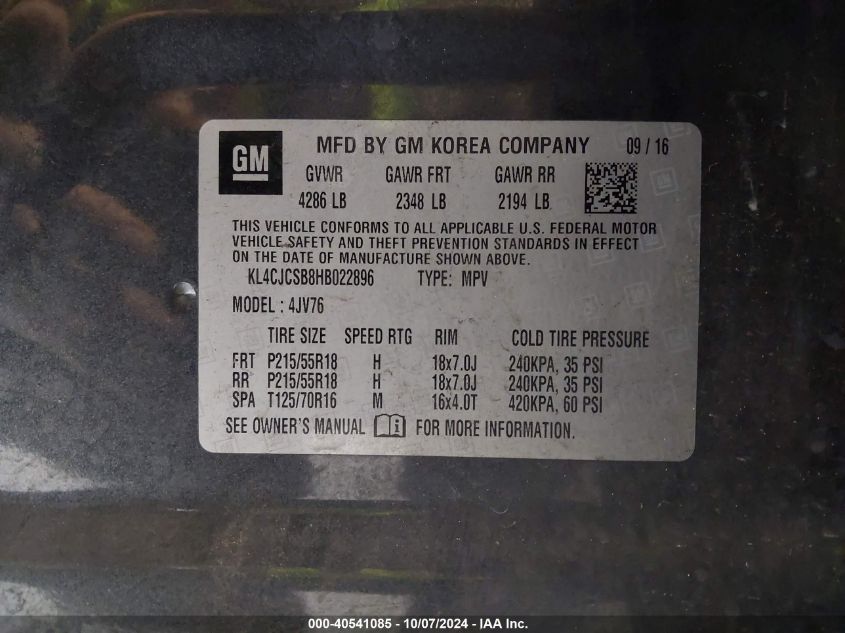 GM MFD BY GM KOREA COMPANY 09 / 16
GVWR GAWR FRT GAWR RR
4286 LB 2348 LB 2194 LB
THIS VEHICLE CONFORMS TO ALL APPLICABLE U.S. FEDERAL MOTOR
VEHICLE SAFETY AND THEFT PREVENTION STANDARDS IN EFFECT
ON THE DATE OF MANUFACTURE SHOWN ABOVE.
KL4CJCSB8HB022896 TYPE: MPV
MODEL : 4JV76
TIRE SIZE SPEED RTG RIM COLD TIRE PRESSURE
FRT P215/55R18 H 18x7.0J 240KPA, 35 PSI
RR P215/55R18 H 18x7.0J 240KPA, 35 PSI
SPA T125/70R16 M 16x4.0T 420KPA, 60 PSI
SEE OWNER'S MANUAL i FOR MORE INFORMATION.
000-40541085 - 10/07/2024 - IAA Inc.